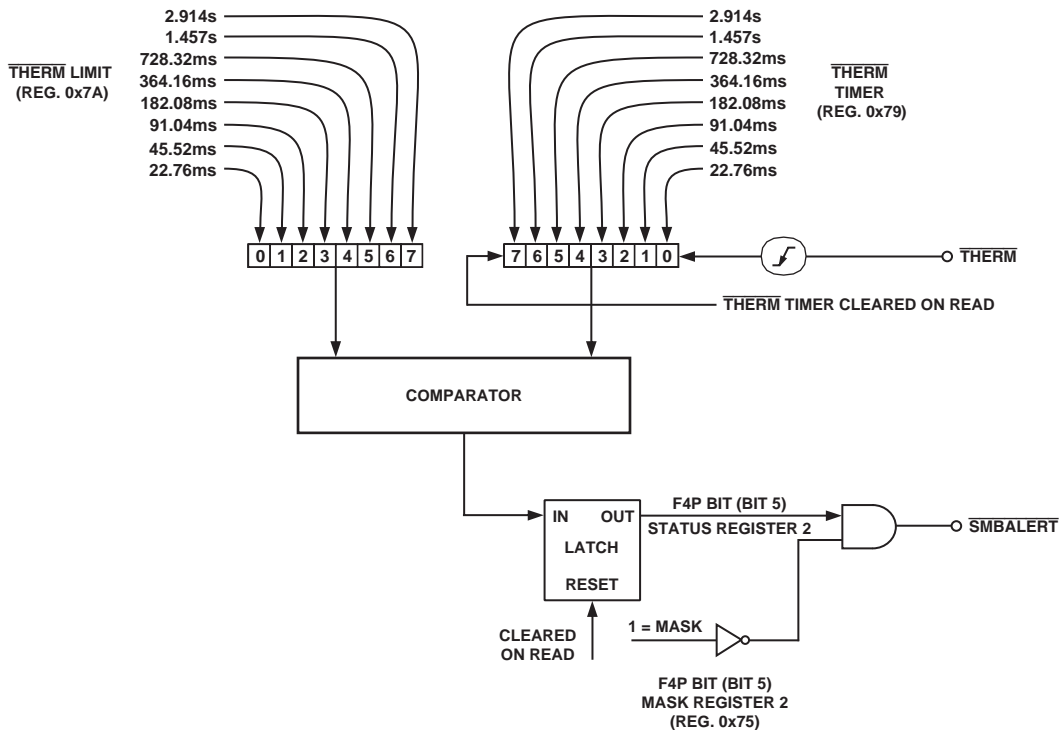 2.914s
1.457s
728.32ms
364.16ms
182.08ms
91.04ms
45.52ms
22.76ms
THERM LIMIT
(REG. 0x7A)
0 1 2 3 4 5 6 7
2.914s
1.457s
728.32ms
364.16ms
182.08ms
91.04ms
45.52ms
22.76ms
THERM
TIMER
(REG. 0x79)
7 6 5 4 3 2 1 0
THERM
THERM TIMER CLEARED ON READ
COMPARATOR
IN OUT
LATCH
RESET
F4P BIT (BIT 5)
STATUS REGISTER 2
SMBALERT
CLEARED
ON READ
1 = MASK
F4P BIT (BIT 5)
MASK REGISTER 2
(REG. 0x75)